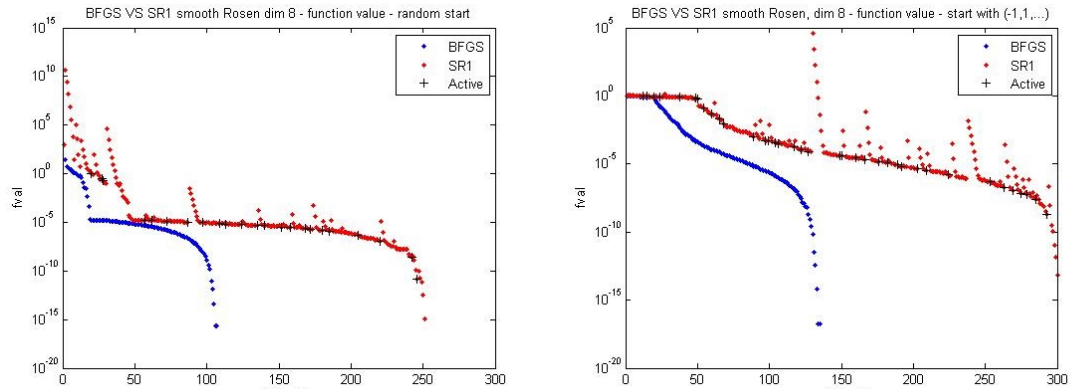 BFGS VS SR1 smooth Rosen dim 8 - function value - random start
10^15
10^10
10^5
10^0
10^-5
10^-10
10^-15
10^-20
fval
0
50
100
150
200
250
300
BFGS
SR1
Active
BFGS VS SR1 smooth Rosen, dim 8 - function value - start with (-1,1,...)
10^5
10^0
10^-5
10^-10
10^-15
10^-20
fval
0
50
100
150
200
250
300
BFGS
SR1
Active